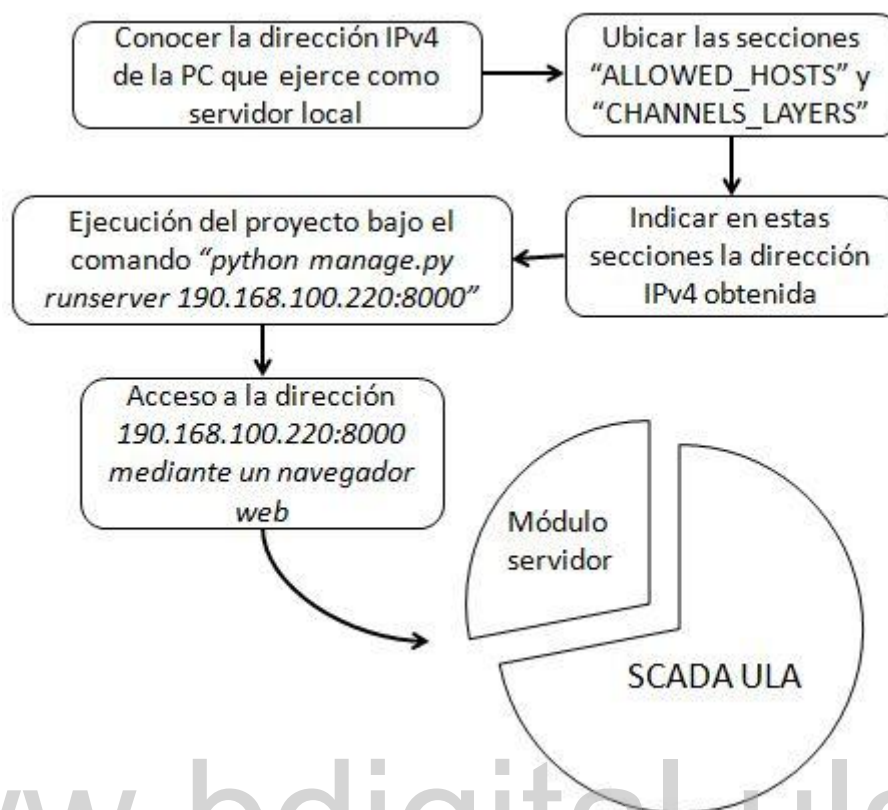 Conocer la dirección IPv4
de la PC que ejerce como
servidor local
Ubicar las secciones
“ALLOWED_HOSTS” y
“CHANNELS_LAYERS”
Indicar en estas
secciones la dirección
IPv4 obtenida
Ejecución del proyecto bajo el
comando “python manage.py
runserver 190.168.100.220:8000”
Acceso a la dirección
190.168.100.220:8000
mediante un navegador
web
Módulo
servidor
SCADA ULA